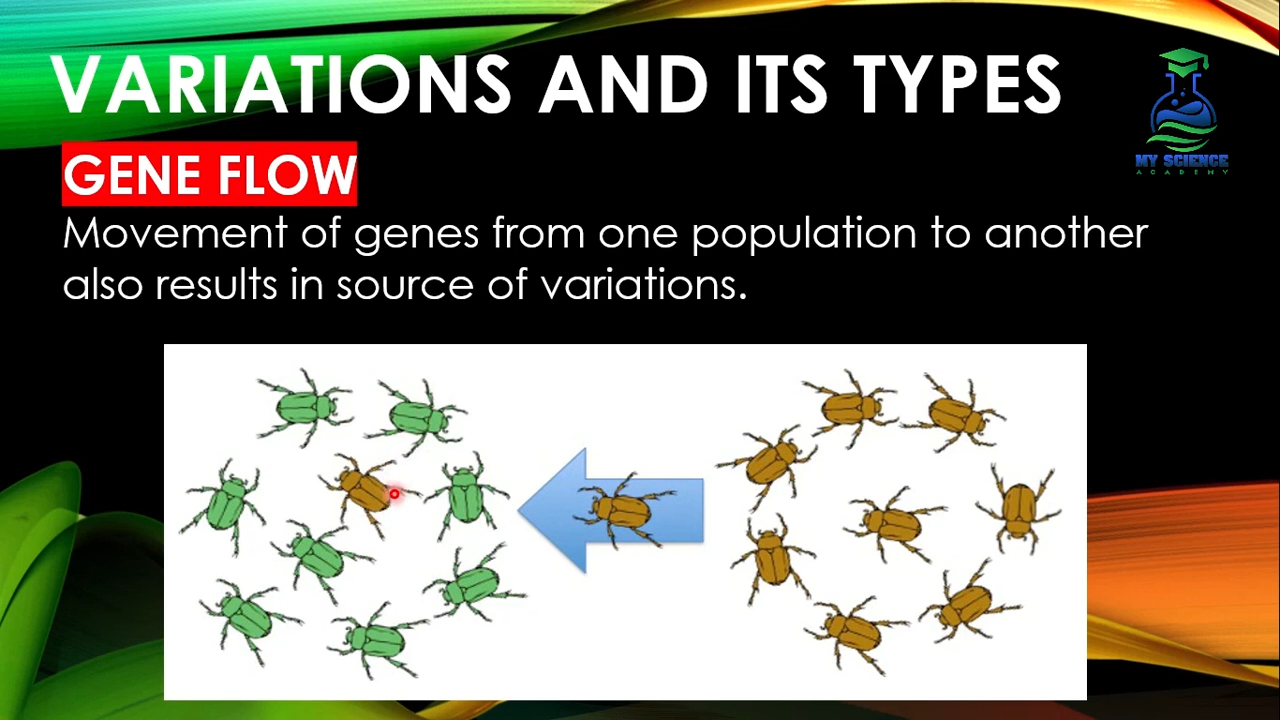 VARIATIONS AND ITS TYPES
MY SCIENCE
ACADEMY
GENE FLOW
Movement of genes from one population to another
also results in source of variations.